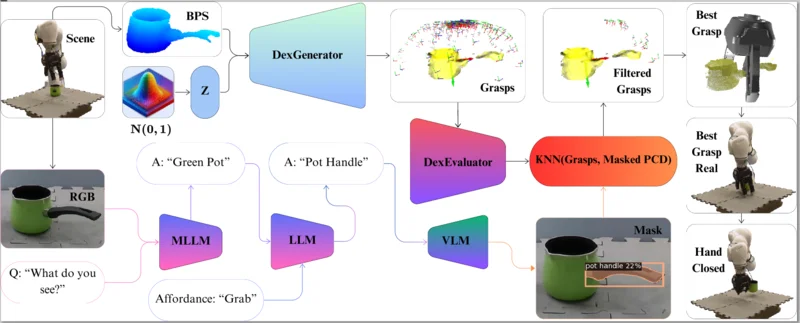 Scene
BPS
N(0, 1)
Z
DexGenerator
Grasps
Filtered
Grasps
Best
Grasp
DexEvaluator
KNN(Grasps, Masked PCD)
Best
Grasp
Real
A: “Green Pot”
A: “Pot Handle”
RGB
MLLM
LLM
VLM
Mask
pot handle 22%
Hand
Closed
Q: “What do you
see?”
Affordance: “Grab”